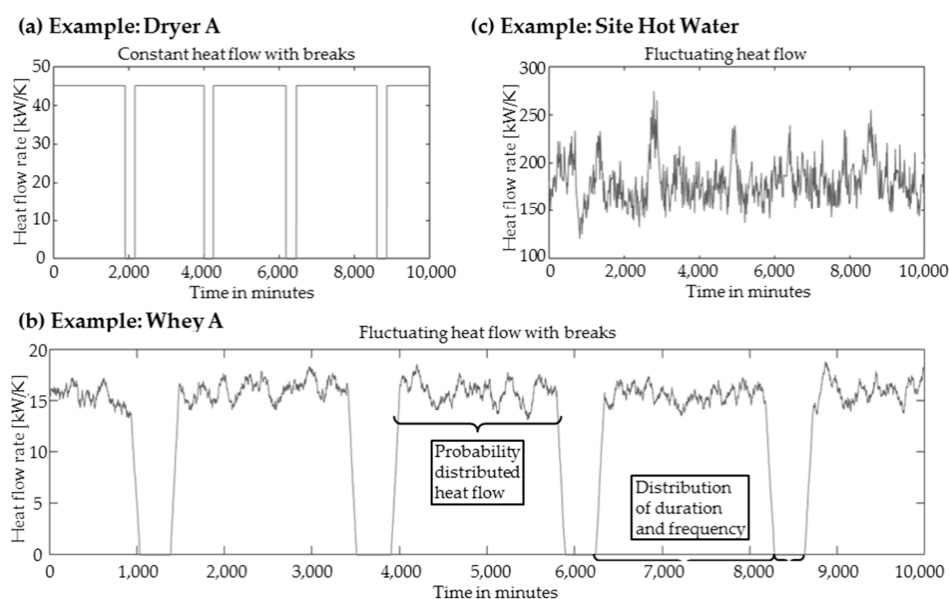 (a) Example: Dryer A
Constant heat flow with breaks
Heat flow rate [kW/K]
50
40
30
20
10
0
0 2,000 4,000 6,000 8,000 10,000
Time in minutes
(c) Example: Site Hot Water
Fluctuating heat flow
Heat flow rate [kW/K]
300
250
200
150
100
0 2,000 4,000 6,000 8,000 10,000
Time in minutes
(b) Example: Whey A
Fluctuating heat flow with breaks
Heat flow rate [kW/K]
20
15
10
5
0
Probability
distributed
heat flow
Distribution
of duration
and frequency
0 1,000 2,000 3,000 4,000 5,000 6,000 7,000 8,000 9,000 10,000
Time in minutes